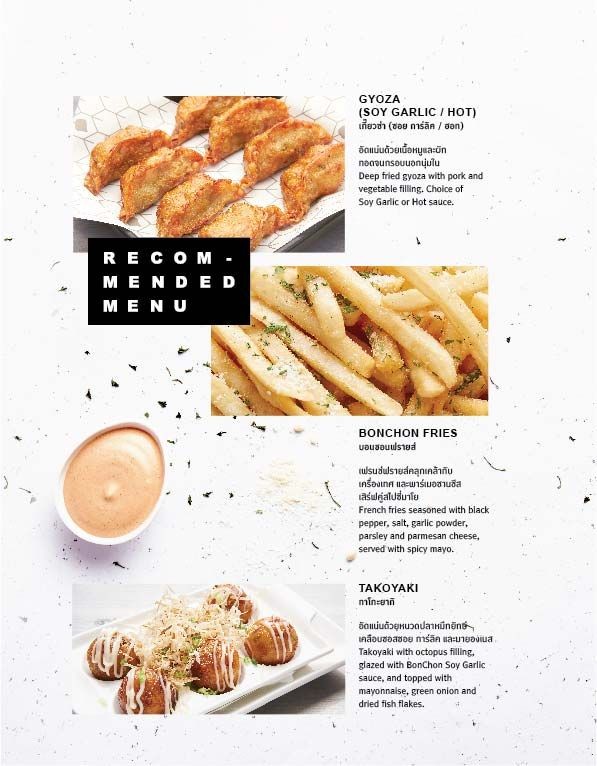 GYOZA
(SOY GARLIC / HOT)
เกี๊ยวซ่า (ซอย การ์ลิค / ฮอท)
อัดแน่นด้วยเนื้อหมูและผัก
ทอดจนกรอบนอกนุ่มใน
Deep fried gyoza with pork and
vegetable filling. Choice of
Soy Garlic or Hot sauce.
RECOM-
MENDED
MENU
BONCHON FRIES
บอนชอนฟรายส์
เฟรนช์ฟรายส์คลุกเคล้ากับ
เครื่องเทศ และพาร์เมอซานชีส
เสิร์ฟคู่สไปซี่มาโย
French fries seasoned with black
pepper, salt, garlic powder,
parsley and parmesan cheese,
served with spicy mayo.
TAKOYAKI
ทาโกะยากิ
อัดแน่นด้วยหนวดปลาหมึกยักษ์
เคลือบซอสซอย การ์ลิค และมายองเนส
Takoyaki with octopus filling,
glazed with BonChon Soy Garlic
sauce, and topped with
mayonnaise, green onion and
dried fish flakes.